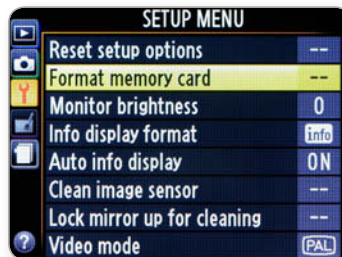 SETUP MENU
Reset setup options --
Format memory card --
Monitor brightness 0
Info display format info
Auto info display ON
Clean image sensor --
Lock mirror up for cleaning --
? Video mode PAL